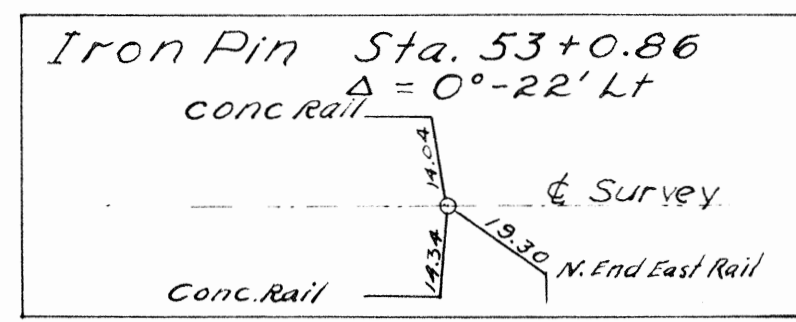 Iron Pin Sta. 53+0.86
Δ = 0°-22' Lt
Conc Rail
14.04
℄ Survey
19.30
14.34
N. End East Rail
Conc. Rail